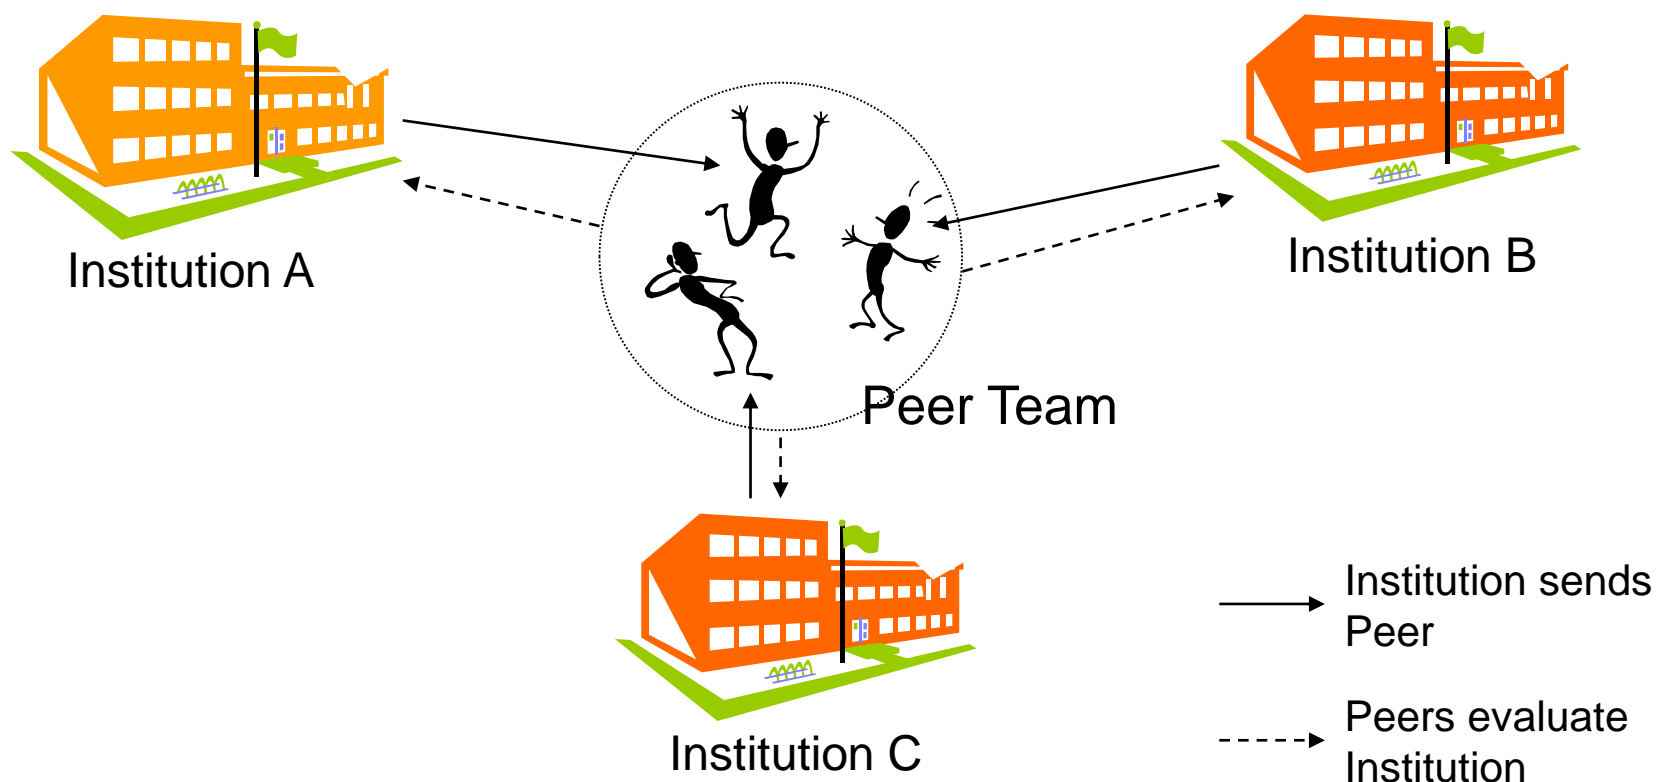 Institution A
Institution B
Peer Team
Institution C
Institution sends
Peer
Peers evaluate
Institution